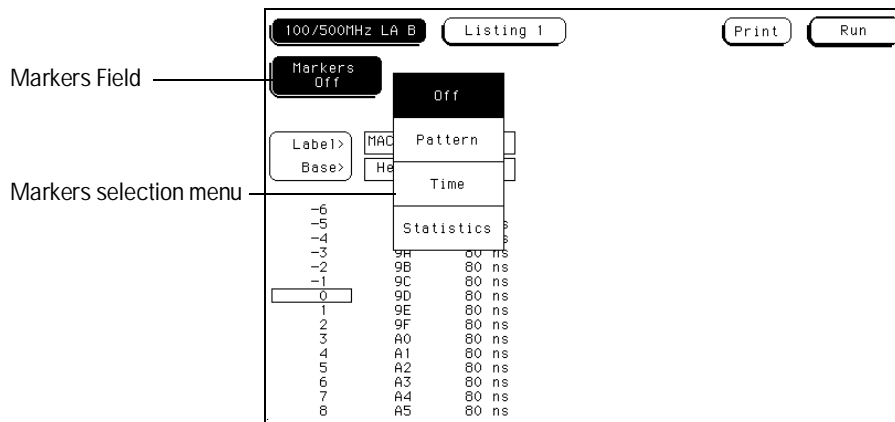 100/500MHz LA B Listing 1 Print Run
Markers Field
Markers
Off
Off
Label> MAC Pattern
Base> He
Time
Markers selection menu
Statistics
-6
-5 s
-4 s
-3 9A 80 ns
-2 9B 80 ns
-1 9C 80 ns
0 9D 80 ns
1 9E 80 ns
2 9F 80 ns
3 A0 80 ns
4 A1 80 ns
5 A2 80 ns
6 A3 80 ns
7 A4 80 ns
8 A5 80 ns